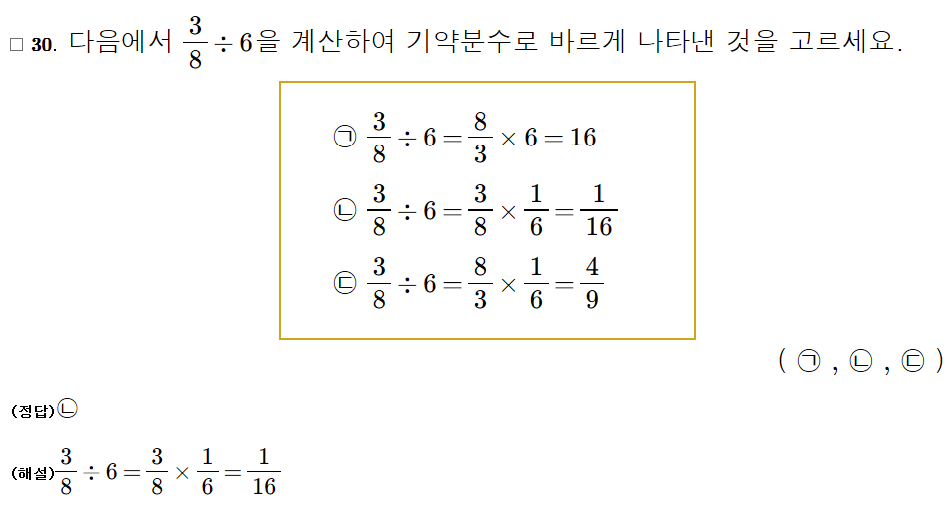 □ 30. 다음에서 3/8 ÷ 6을 계산하여 기약분수로 바르게 나타낸 것을 고르세요.
㉠ 3/8 ÷ 6 = 8/3 × 6 = 16
㉡ 3/8 ÷ 6 = 3/8 × 1/6 = 1/16
㉢ 3/8 ÷ 6 = 8/3 × 1/6 = 4/9
( ㉠ , ㉡ , ㉢ )
(정답)㉡
(해설) 3/8 ÷ 6 = 3/8 × 1/6 = 1/16